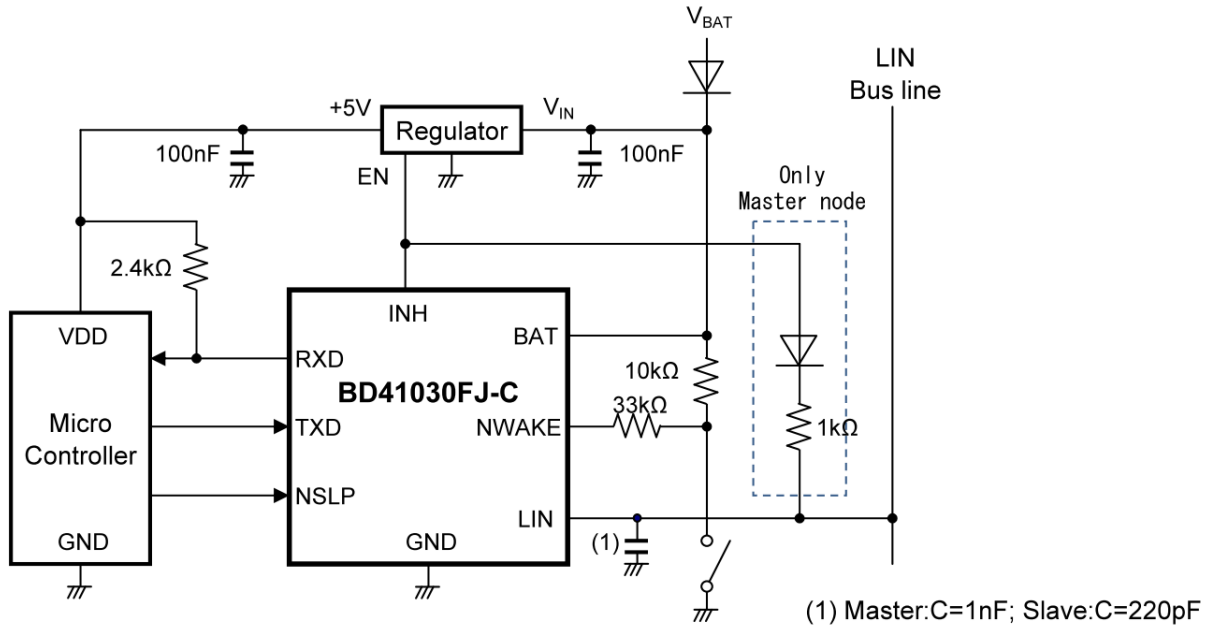 VBAT
LIN
Bus line
+5V
VIN
Regulator
100nF
100nF
EN
Only
Master node
2.4kΩ
INH
VDD
BAT
RXD
10kΩ
BD41030FJ-C
33kΩ
Micro
Controller
TXD
NWAKE
1kΩ
NSLP
LIN
GND
GND
(1)
(1) Master:C=1nF; Slave:C=220pF